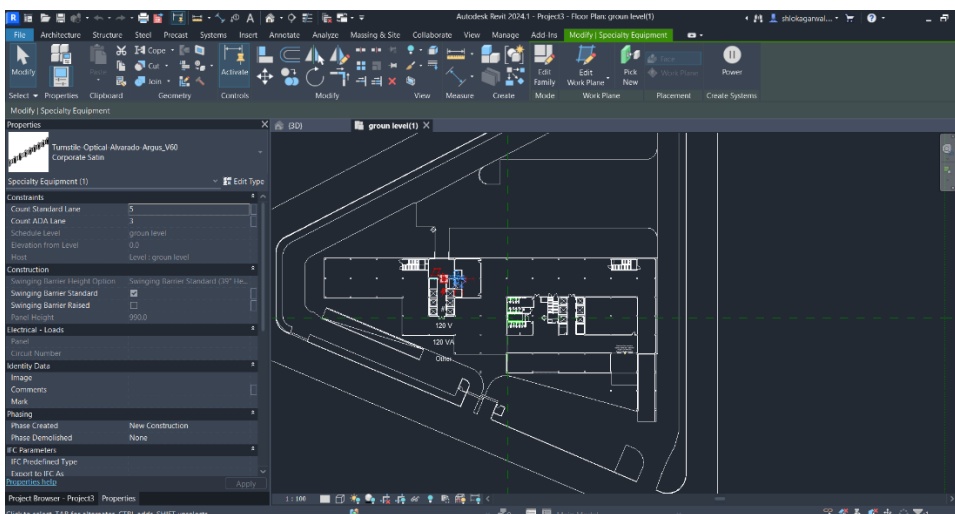 Autodesk Revit 2024.1 - Project3 - Floor Plan: groun level(1)
shlokagarwal...
File Architecture Structure Steel Precast Systems Insert Annotate Analyze Massing & Site Collaborate View Manage Add-Ins Modify | Specialty Equipment
Modify Paste Cope Cut Join Activate Edit Family Edit Work Plane Pick New Face Work Plane Power
Select Properties Clipboard Geometry Controls Modify View Measure Create Mode Work Plane Placement Create Systems
Modify | Specialty Equipment
Properties
(3D)
groun level(1)
Turnstile-Optical-Alvarado-Argus_V60
Corporate Satin
Specialty Equipment (1)
Edit Type
Constraints
Count Standard Lane 5
Count ADA Lane 3
Schedule Level groun level
Elevation from Level 0.0
Host Level : groun level
Construction
Swinging Barrier Height Option Swinging Barrier Standard (39" He...
Swinging Barrier Standard
Swinging Barrier Raised
Panel Height 990.0
Electrical - Loads
Panel
Circuit Number
Identity Data
Image
Comments
Mark
Phasing
Phase Created New Construction
Phase Demolished None
IFC Parameters
IFC Predefined Type
Export to IFC As
Properties help
Apply
120 V
120 VA
Other
Project Browser - Project3 Properties
1 : 100